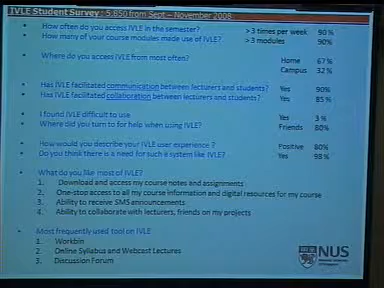 IVLE Student Survey : 5,850 from Sept – November 2008
• How often do you access IVLE in the semester? > 3 times per week 90%
• How many of your course modules made use of IVLE? > 3 modules 90%
• Where do you access IVLE from most often? Home 67%
Campus 32%
• Has IVLE facilitated communication between lecturers and students? Yes 90%
• Has IVLE facilitated collaboration between lecturers and students? Yes 85%
• I found IVLE difficult to use Yes 3%
• Where did you turn to for help when using IVLE? Friends 80%
• How would you describe your IVLE user experience ? Positive 80%
• Do you think there is a need for such a system like IVLE? Yes 98%
• What do you like most of IVLE?
1. Download and access my course notes and assignments
2. One-stop access to all my course information and digital resources for my course
3. Ability to receive SMS announcements
4. Ability to collaborate with lecturers, friends on my projects
• Most frequently used tool on IVLE
1. Workbin
2. Online Syllabus and Webcast Lectures
3. Discussion Forum
NUS
National University
of Singapore